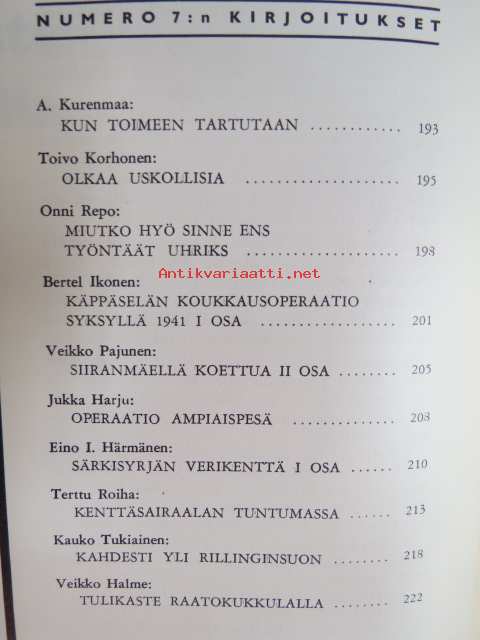 NUMERO 7:n KIRJOITUKSET
A. Kurenmaa:
KUN TOIMEEN TARTUTAAN ............ 193
Toivo Korhonen:
OLKAA USKOLLISIA ................ 195
Onni Repo:
MIUTKO HYÖ SINNE ENS
TYÖNTÄÄT UHRIKS ................ 198
Antikvariaatti.net
Bertel Ikonen:
KÄPPÄSELÄN KOUKKAUSOPERAATIO
SYKSYLLÄ 1941 I OSA .............. 201
Veikko Pajunen:
SIIRANMÄELLÄ KOETTUA II OSA ........ 205
Jukka Harju:
OPERAATIO AMPIAISPESÄ ............ 208
Eino I. Härmänen:
SÄRKISYRJÄN VERIKENTTÄ I OSA ........ 210
Terttu Roiha:
KENTTÄSAIRAALAN TUNTUMASSA ........ 213
Kauko Tukiainen:
KAHDESTI YLI RILLINGINSUON ........ 218
Veikko Halme:
TULIKASTE RAATOKUKKULALLA ........ 222